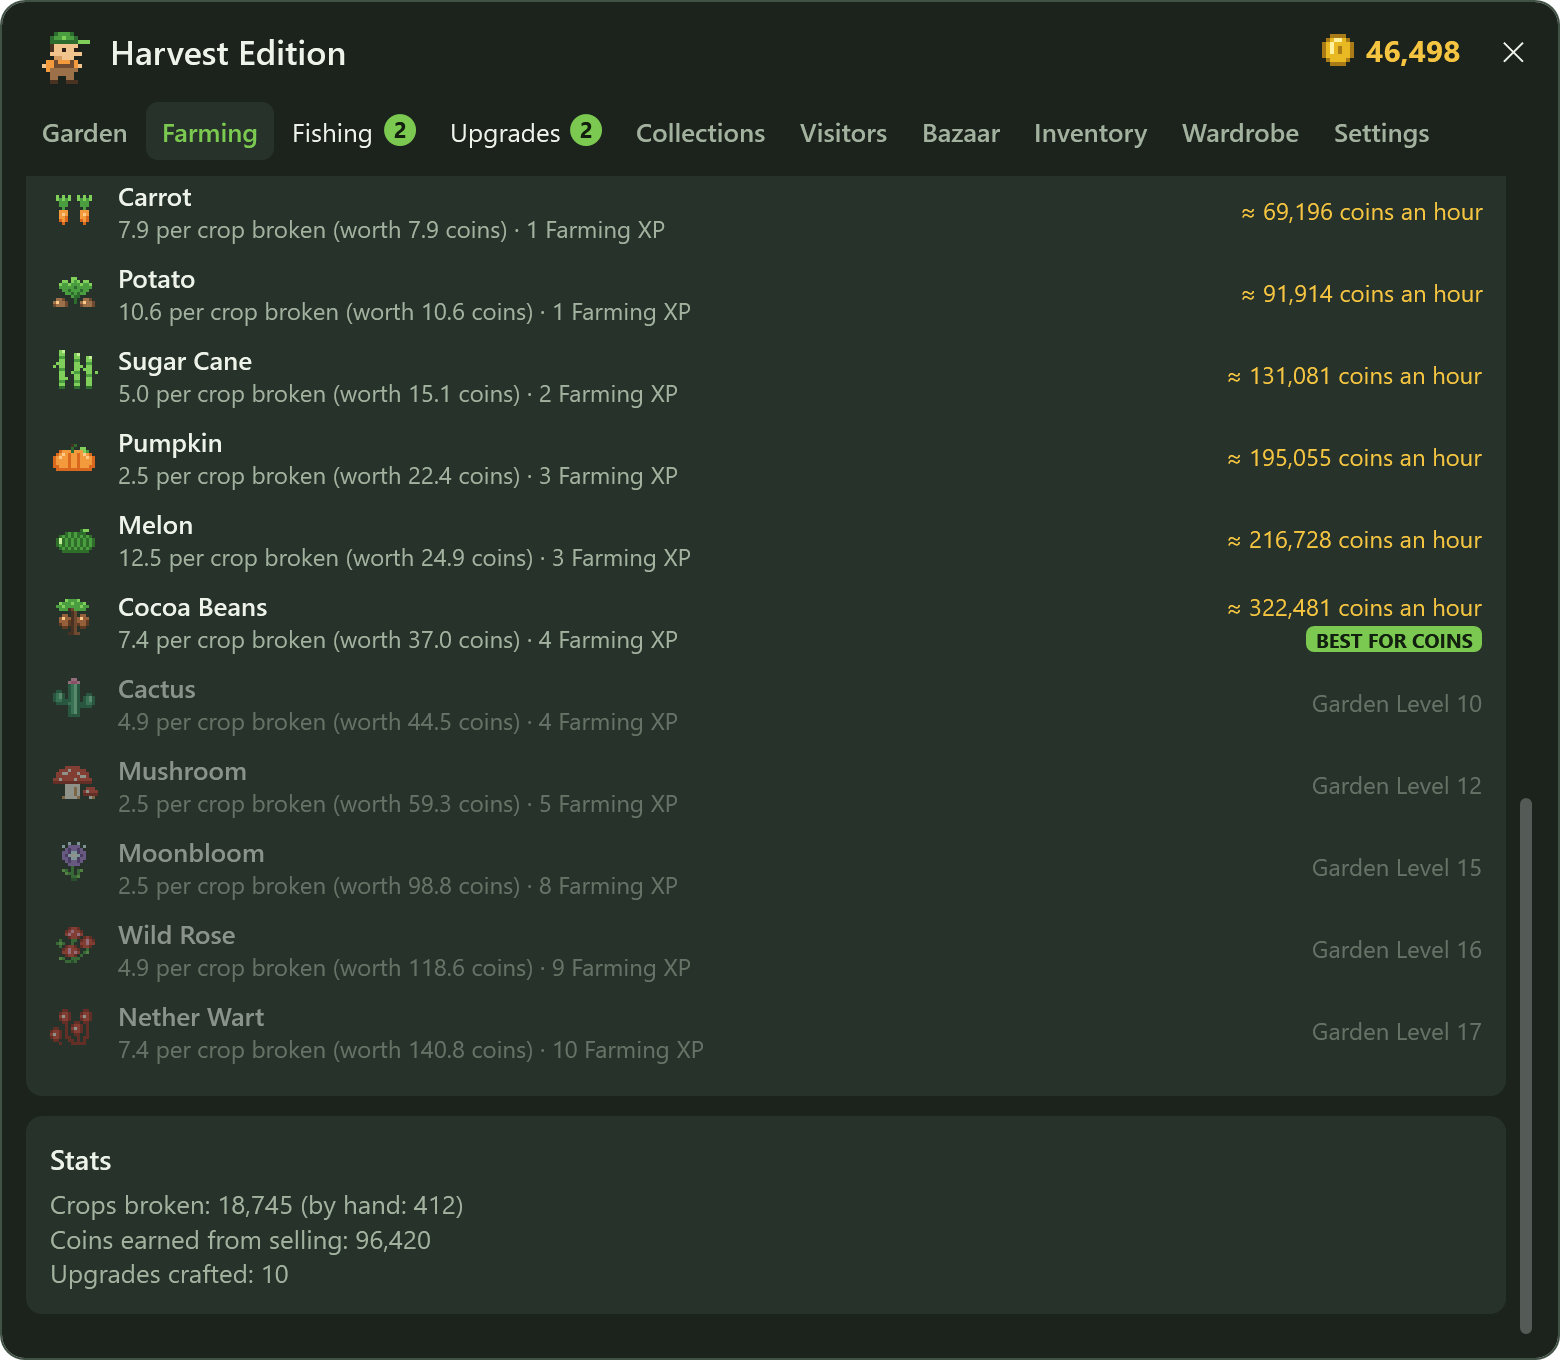 Harvest Edition
46,498
Garden
Farming
Fishing 2
Upgrades 2
Collections
Visitors
Bazaar
Inventory
Wardrobe
Settings
Carrot
7.9 per crop broken (worth 7.9 coins) · 1 Farming XP
≈ 69,196 coins an hour
Potato
10.6 per crop broken (worth 10.6 coins) · 1 Farming XP
≈ 91,914 coins an hour
Sugar Cane
5.0 per crop broken (worth 15.1 coins) · 2 Farming XP
≈ 131,081 coins an hour
Pumpkin
2.5 per crop broken (worth 22.4 coins) · 3 Farming XP
≈ 195,055 coins an hour
Melon
12.5 per crop broken (worth 24.9 coins) · 3 Farming XP
≈ 216,728 coins an hour
Cocoa Beans
7.4 per crop broken (worth 37.0 coins) · 4 Farming XP
≈ 322,481 coins an hour
BEST FOR COINS
Cactus
4.9 per crop broken (worth 44.5 coins) · 4 Farming XP
Garden Level 10
Mushroom
2.5 per crop broken (worth 59.3 coins) · 5 Farming XP
Garden Level 12
Moonbloom
2.5 per crop broken (worth 98.8 coins) · 8 Farming XP
Garden Level 15
Wild Rose
4.9 per crop broken (worth 118.6 coins) · 9 Farming XP
Garden Level 16
Nether Wart
7.4 per crop broken (worth 140.8 coins) · 10 Farming XP
Garden Level 17
Stats
Crops broken: 18,745 (by hand: 412)
Coins earned from selling: 96,420
Upgrades crafted: 10